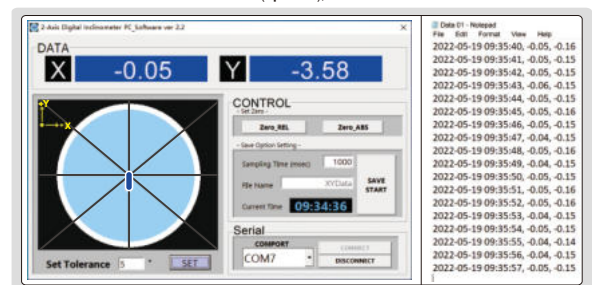 2-Axis Digital Inclinometer PC_Software ver 2.2
DATA
X -0.05 Y -3.58
Y
X
CONTROL
- Set Zero -
Zero_REL Zero_ABS
- Save Option Setting -
Sampling Time (msec) 1000
File Name XYData
SAVE START
Current Time 09:34:36
Serial
COMPORT
COM7
CONNECT
DISCONNECT
Set Tolerance 5 ° SET
Data 01 - Notepad
File Edit Format View Help
2022-05-19 09:35:40, -0.05, -0.16
2022-05-19 09:35:41, -0.05, -0.15
2022-05-19 09:35:42, -0.05, -0.15
2022-05-19 09:35:43, -0.06, -0.15
2022-05-19 09:35:44, -0.05, -0.15
2022-05-19 09:35:45, -0.05, -0.16
2022-05-19 09:35:46, -0.05, -0.15
2022-05-19 09:35:47, -0.04, -0.15
2022-05-19 09:35:48, -0.05, -0.16
2022-05-19 09:35:49, -0.04, -0.15
2022-05-19 09:35:50, -0.05, -0.15
2022-05-19 09:35:51, -0.05, -0.16
2022-05-19 09:35:52, -0.05, -0.16
2022-05-19 09:35:53, -0.04, -0.15
2022-05-19 09:35:54, -0.05, -0.15
2022-05-19 09:35:55, -0.04, -0.14
2022-05-19 09:35:56, -0.04, -0.15
2022-05-19 09:35:57, -0.05, -0.15